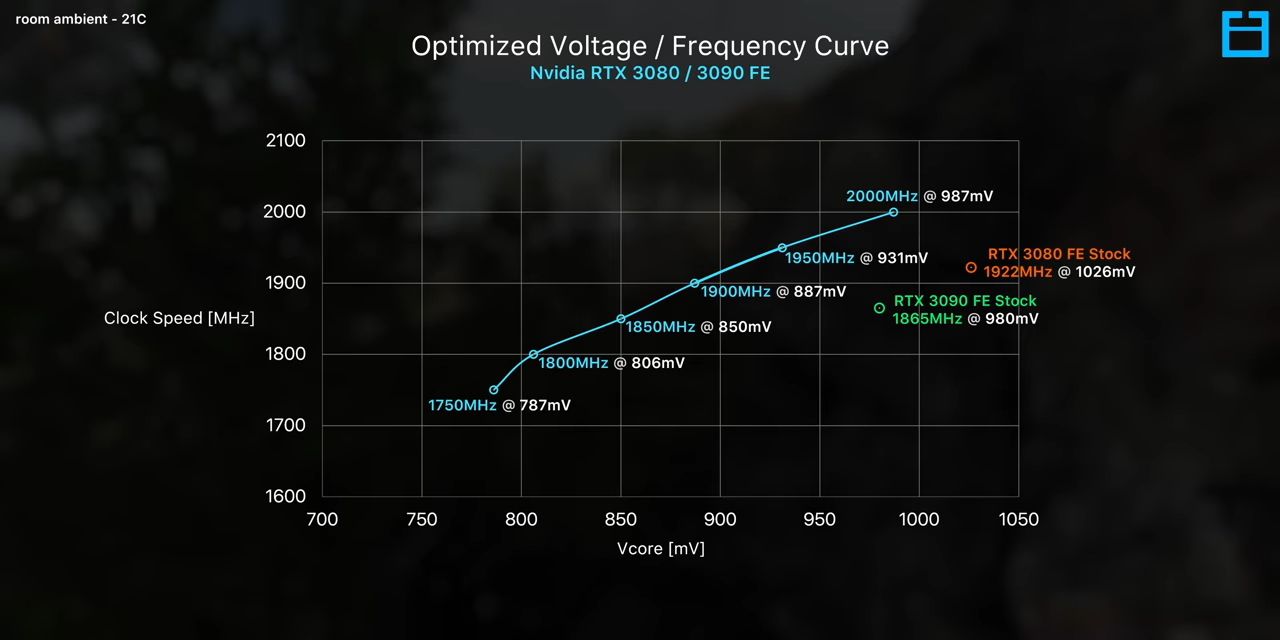 room ambient - 21C
Optimized Voltage / Frequency Curve
Nvidia RTX 3080 / 3090 FE
2100
2000
1900
1800
1700
1600
Clock Speed [MHz]
2000MHz @ 987mV
1950MHz @ 931mV
1900MHz @ 887mV
1850MHz @ 850mV
1800MHz @ 806mV
1750MHz @ 787mV
RTX 3080 FE Stock
1922MHz @ 1026mV
RTX 3090 FE Stock
1865MHz @ 980mV
700 750 800 850 900 950 1000 1050
Vcore [mV]